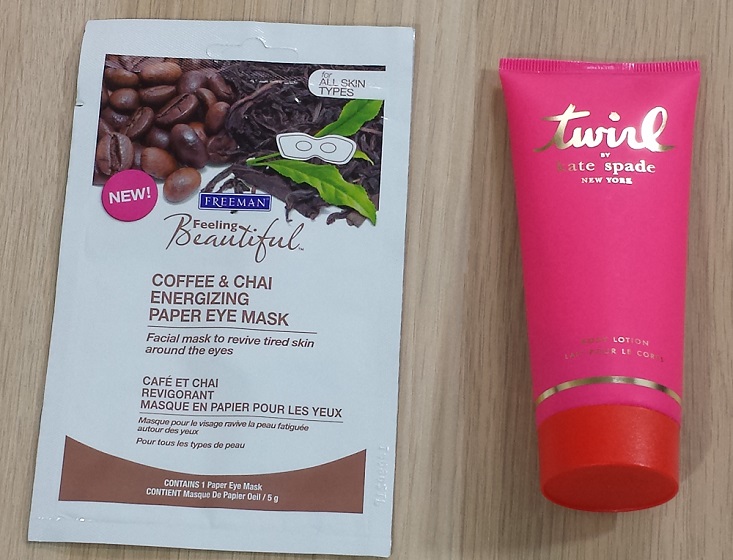 for
ALL SKIN
TYPES
NEW!
FREEMAN
Feeling
Beautiful™
COFFEE & CHAI
ENERGIZING
PAPER EYE MASK
Facial mask to revive tired skin
around the eyes
CAFÉ ET CHAI
REVIGORANT
MASQUE EN PAPIER POUR LES YEUX
Masque pour le visage ravive la peau fatiguée
autour des yeux
Pour tous les types de peau
CONTAINS 1 Paper Eye Mask
CONTIENT Masque De Papier Oeil / 5 g
twirl
BY
kate spade
NEW YORK
BODY LOTION
LAIT POUR LE CORPS